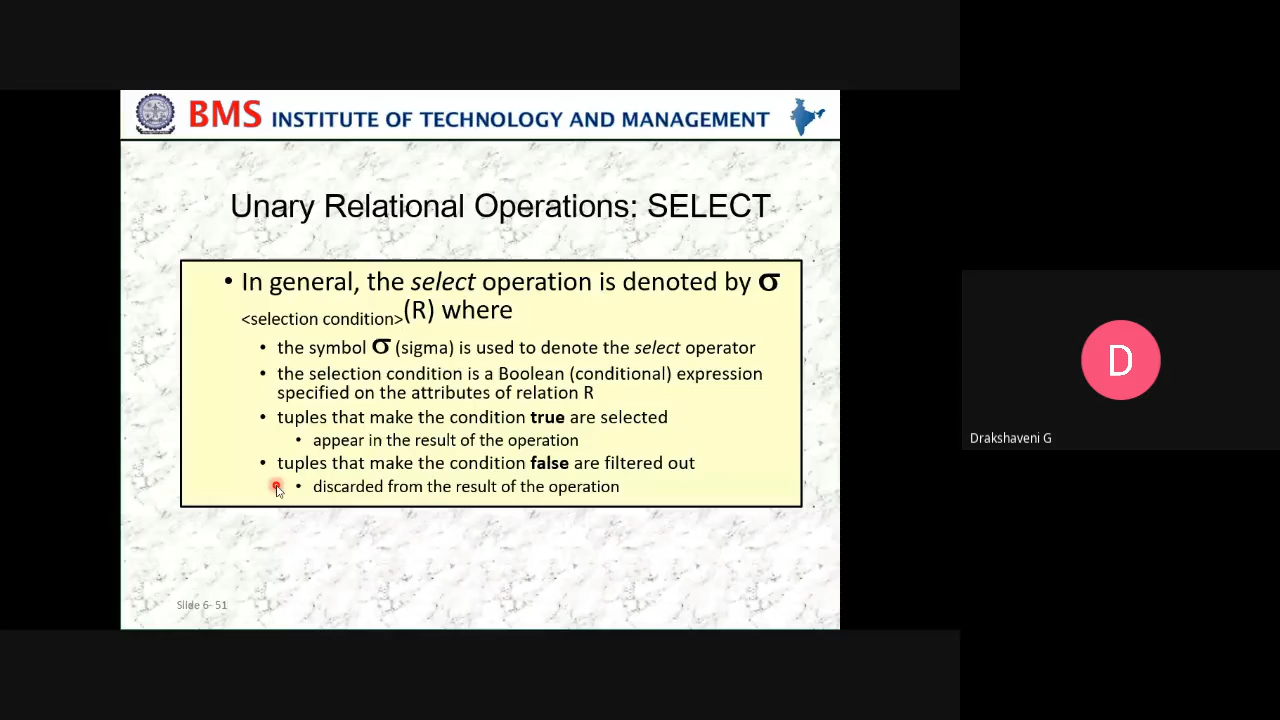 BMS INSTITUTE OF TECHNOLOGY AND MANAGEMENT
Unary Relational Operations: SELECT
• In general, the select operation is denoted by σ
<selection condition>(R) where
• the symbol σ (sigma) is used to denote the select operator
• the selection condition is a Boolean (conditional) expression
specified on the attributes of relation R
• tuples that make the condition true are selected
• appear in the result of the operation
• tuples that make the condition false are filtered out
• discarded from the result of the operation
Slide 6- 51
D
Drakshaveni G